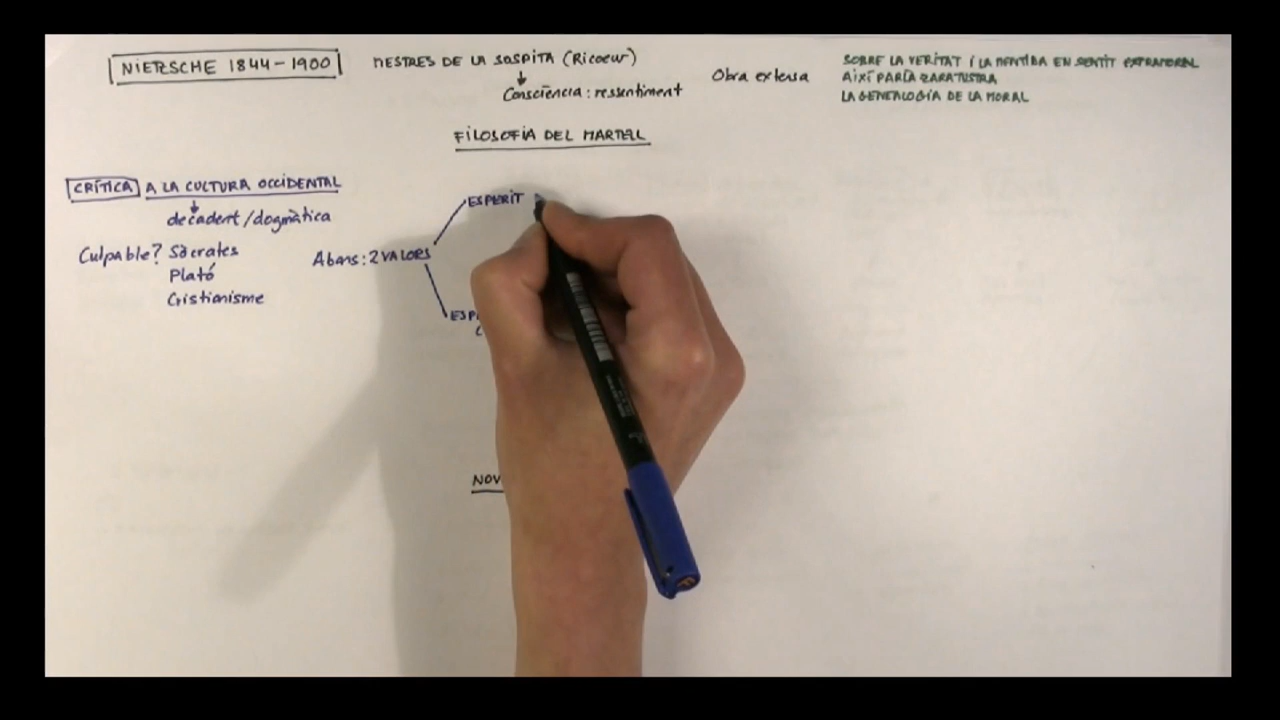 NIETZSCHE 1844-1900
MESTRES DE LA SOSPITA (Ricoeur)
Consciència: ressentiment
Obra extensa
SOBRE LA VERITAT I LA MENTIDA EN SENTIT EXTRAMORAL
AIXÍ PARLÀ ZARATUSTRA
LA GENEALOGIA DE LA MORAL
FILOSOFIA DEL MARTELL
CRÍTICA A LA CULTURA OCCIDENTAL
decadent/dogmàtica
Culpable? Sòcrates
Plató
Cristianisme
Abans: 2 VALORS
ESPERIT